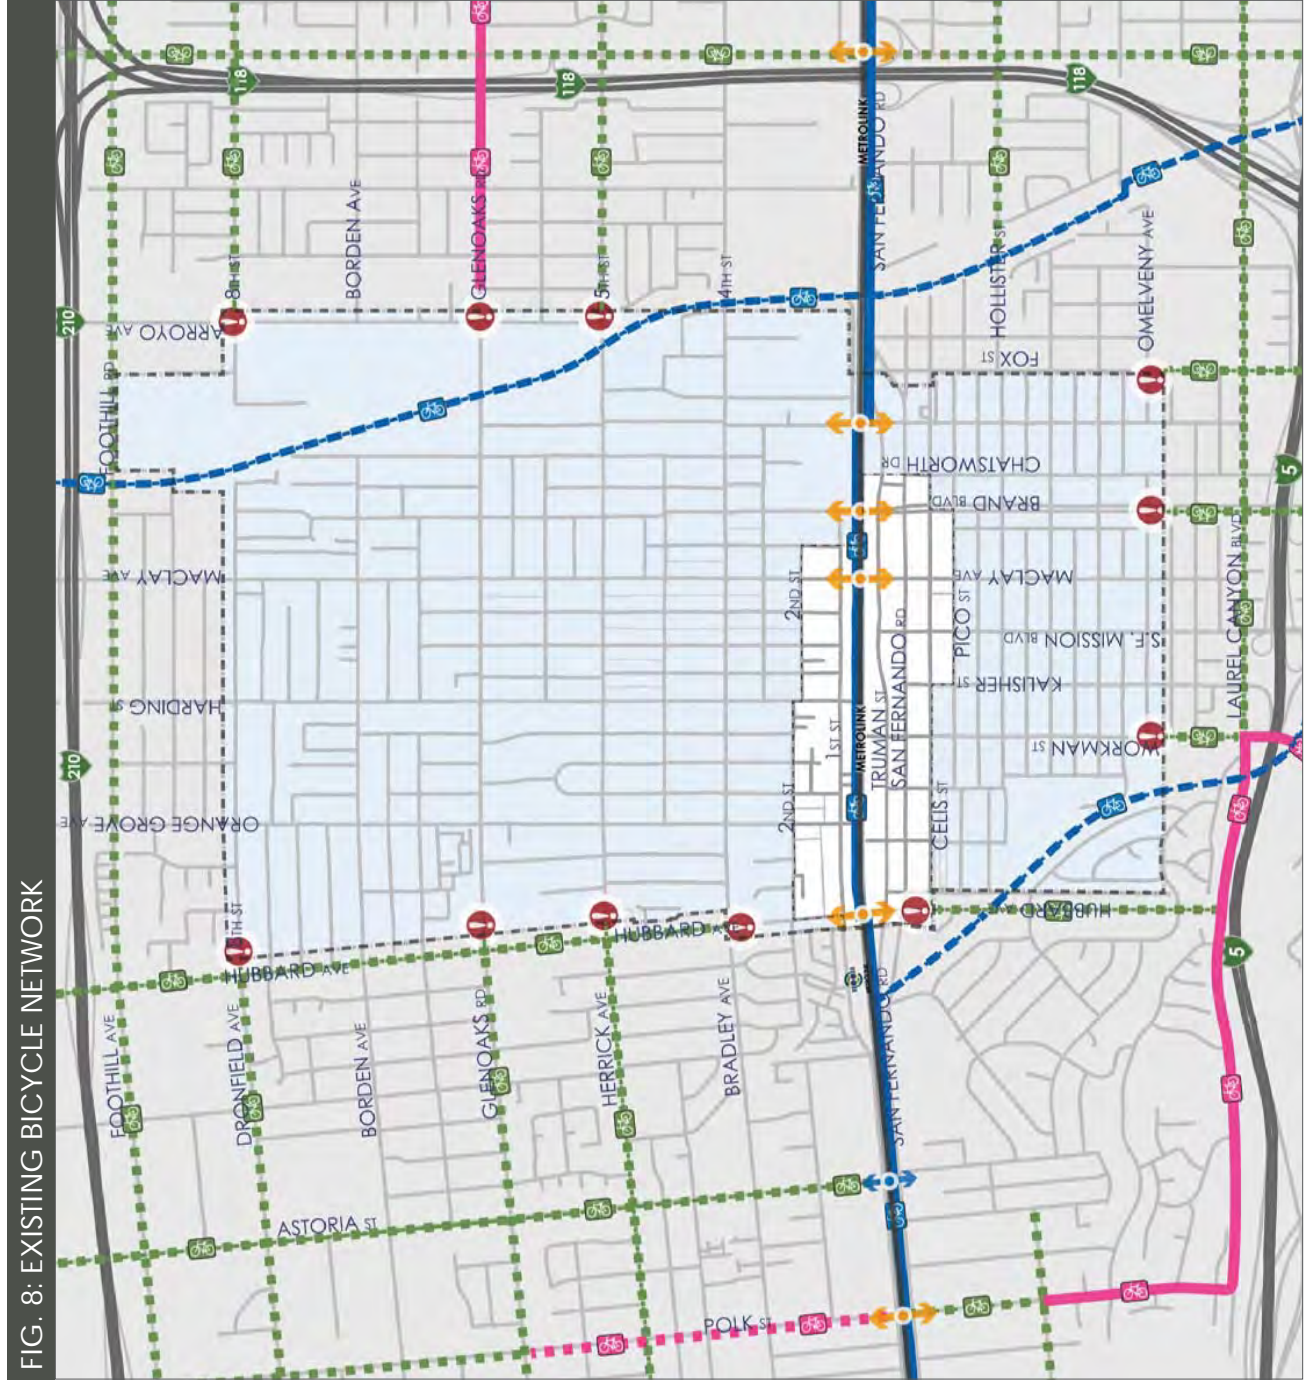 FIG. 8: EXISTING BICYCLE NETWORK
118
118
118
METROLINK
SAN FERNANDO RD
8TH ST
BORDEN AVE
GLENOAKS RD
5TH ST
4TH ST
HOLLISTER ST
OMELVENY AVE
210
ARROYO AVE
FOOTHILL RD
FOX ST
CHATSWORTH DR
BRAND BLVD
5
MACLAY AVE
2ND ST
MACLAY AVE
PICO ST
S.F. MISSION BLVD
LAUREL CANYON BLVD
HARDING S
KALISHER ST
SAN FERNANDO RD
TRUMAN ST
1ST ST
METROLINK
WORKMAN ST
210
ORANGE GROVE AVE
2ND ST
CELIS ST
HUBBARD AVE
HUBBARD AVE
HUBBARD AVE
5
FOOTHILL AVE
DRONFIELD AVE
BORDEN AVE
GLENOAKS RD
HERRICK AVE
BRADLEY AVE
SAN FERNANDO RD
ASTORIA ST
POLK ST